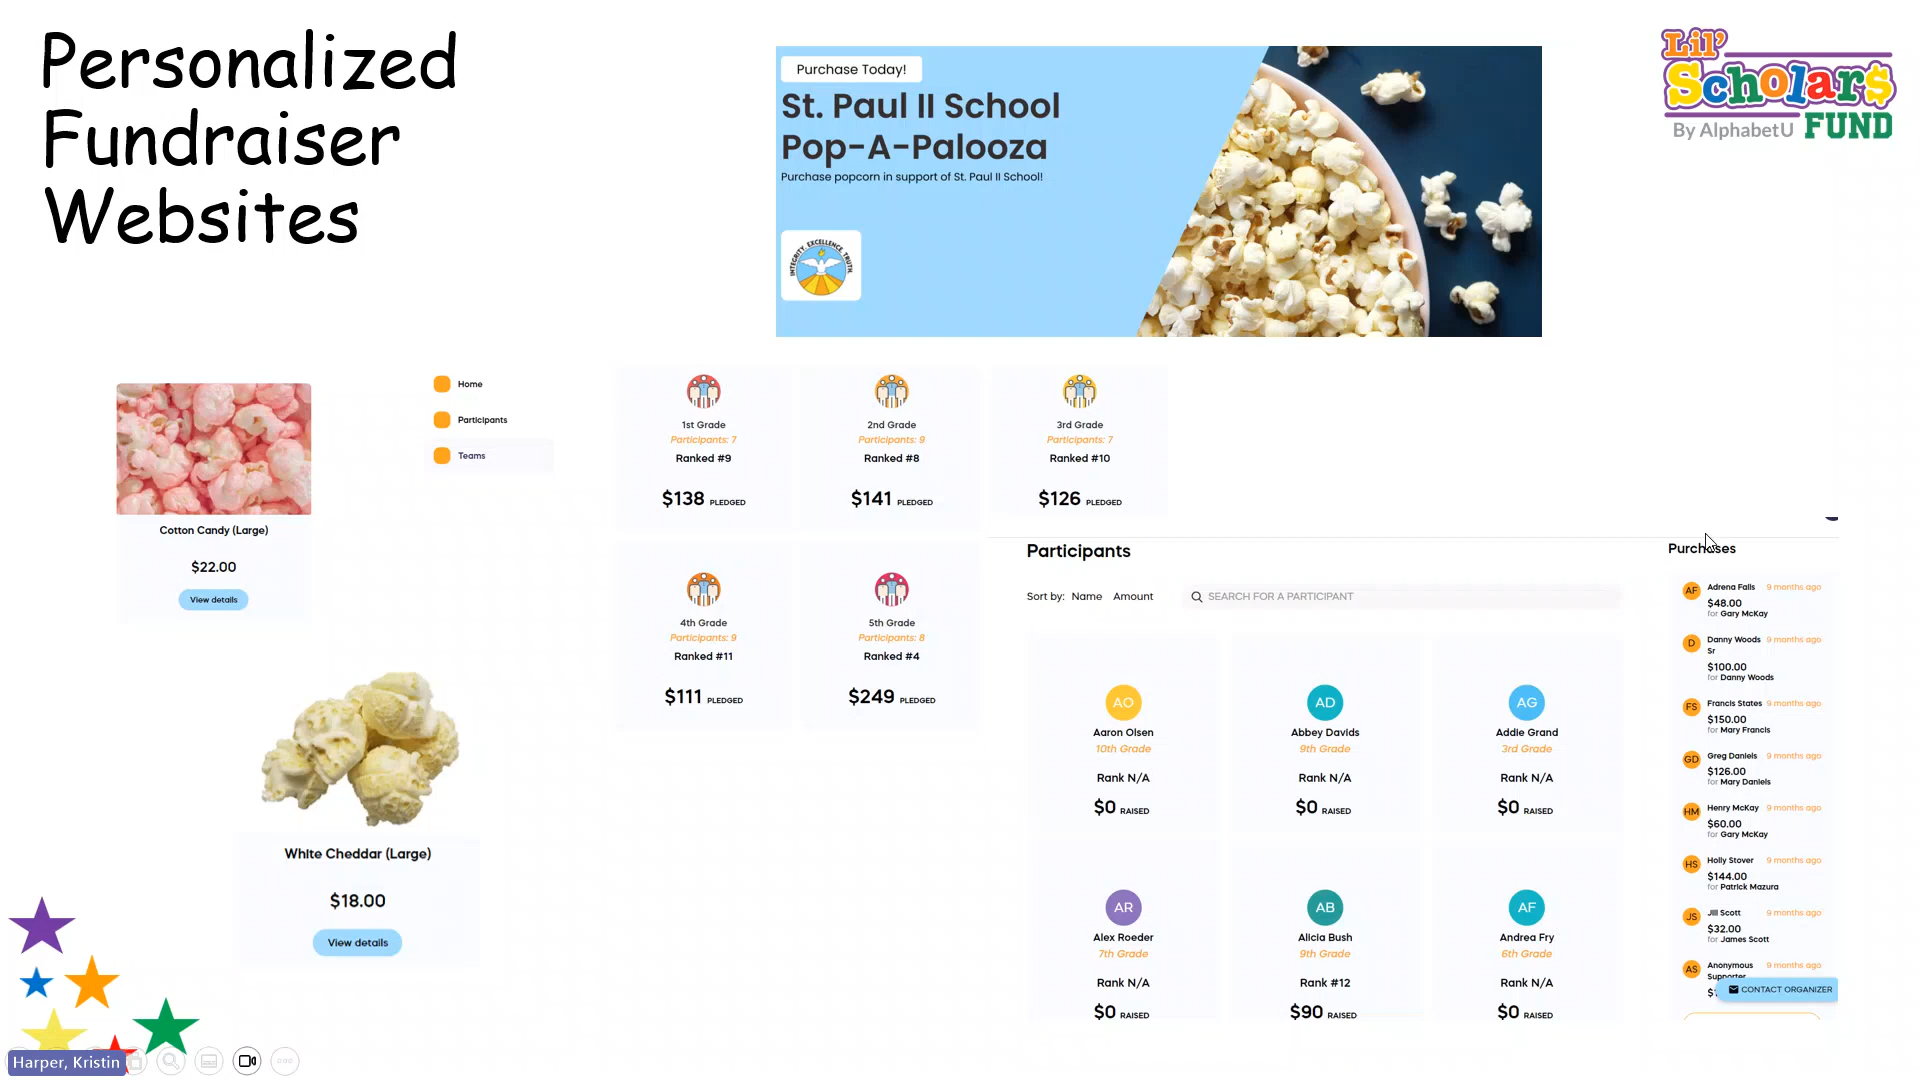 Personalized
Fundraiser
Websites
Purchase Today!
St. Paul II School
Pop-A-Palooza
Purchase popcorn in support of St. Paul II School!
INTEGRITY, EXCELLENCE, TRUTH,
Lil'
Scholar$
By AlphabetU FUND
Cotton Candy (Large)
$22.00
View details
White Cheddar (Large)
$18.00
View details
Home
Participants
Teams
1st Grade
Participants: 7
Ranked #9
$138 PLEDGED
2nd Grade
Participants: 9
Ranked #8
$141 PLEDGED
3rd Grade
Participants: 7
Ranked #10
$126 PLEDGED
4th Grade
Participants: 9
Ranked #11
$111 PLEDGED
5th Grade
Participants: 8
Ranked #4
$249 PLEDGED
Participants
Sort by: Name Amount
SEARCH FOR A PARTICIPANT
AO
Aaron Olsen
10th Grade
Rank N/A
$0 RAISED
AD
Abbey Davids
9th Grade
Rank N/A
$0 RAISED
AG
Addie Grand
3rd Grade
Rank N/A
$0 RAISED
AR
Alex Roeder
7th Grade
Rank N/A
$0 RAISED
AB
Alicia Bush
9th Grade
Rank #12
$90 RAISED
AF
Andrea Fry
6th Grade
Rank N/A
$0 RAISED
Purchases
AF Adrena Falls 9 months ago
$48.00
for Gary McKay
D Danny Woods 9 months ago
Sr
$100.00
for Danny Woods
FS Francis States 9 months ago
$150.00
for Mary Francis
GD Greg Daniels 9 months ago
$126.00
for Mary Daniels
HM Henry McKay 9 months ago
$60.00
for Gary McKay
HS Holly Stover 9 months ago
$144.00
for Patrick Mazura
JS Jill Scott 9 months ago
$32.00
for James Scott
AS Anonymous 9 months ago
Supporter
CONTACT ORGANIZER
Harper, Kristin